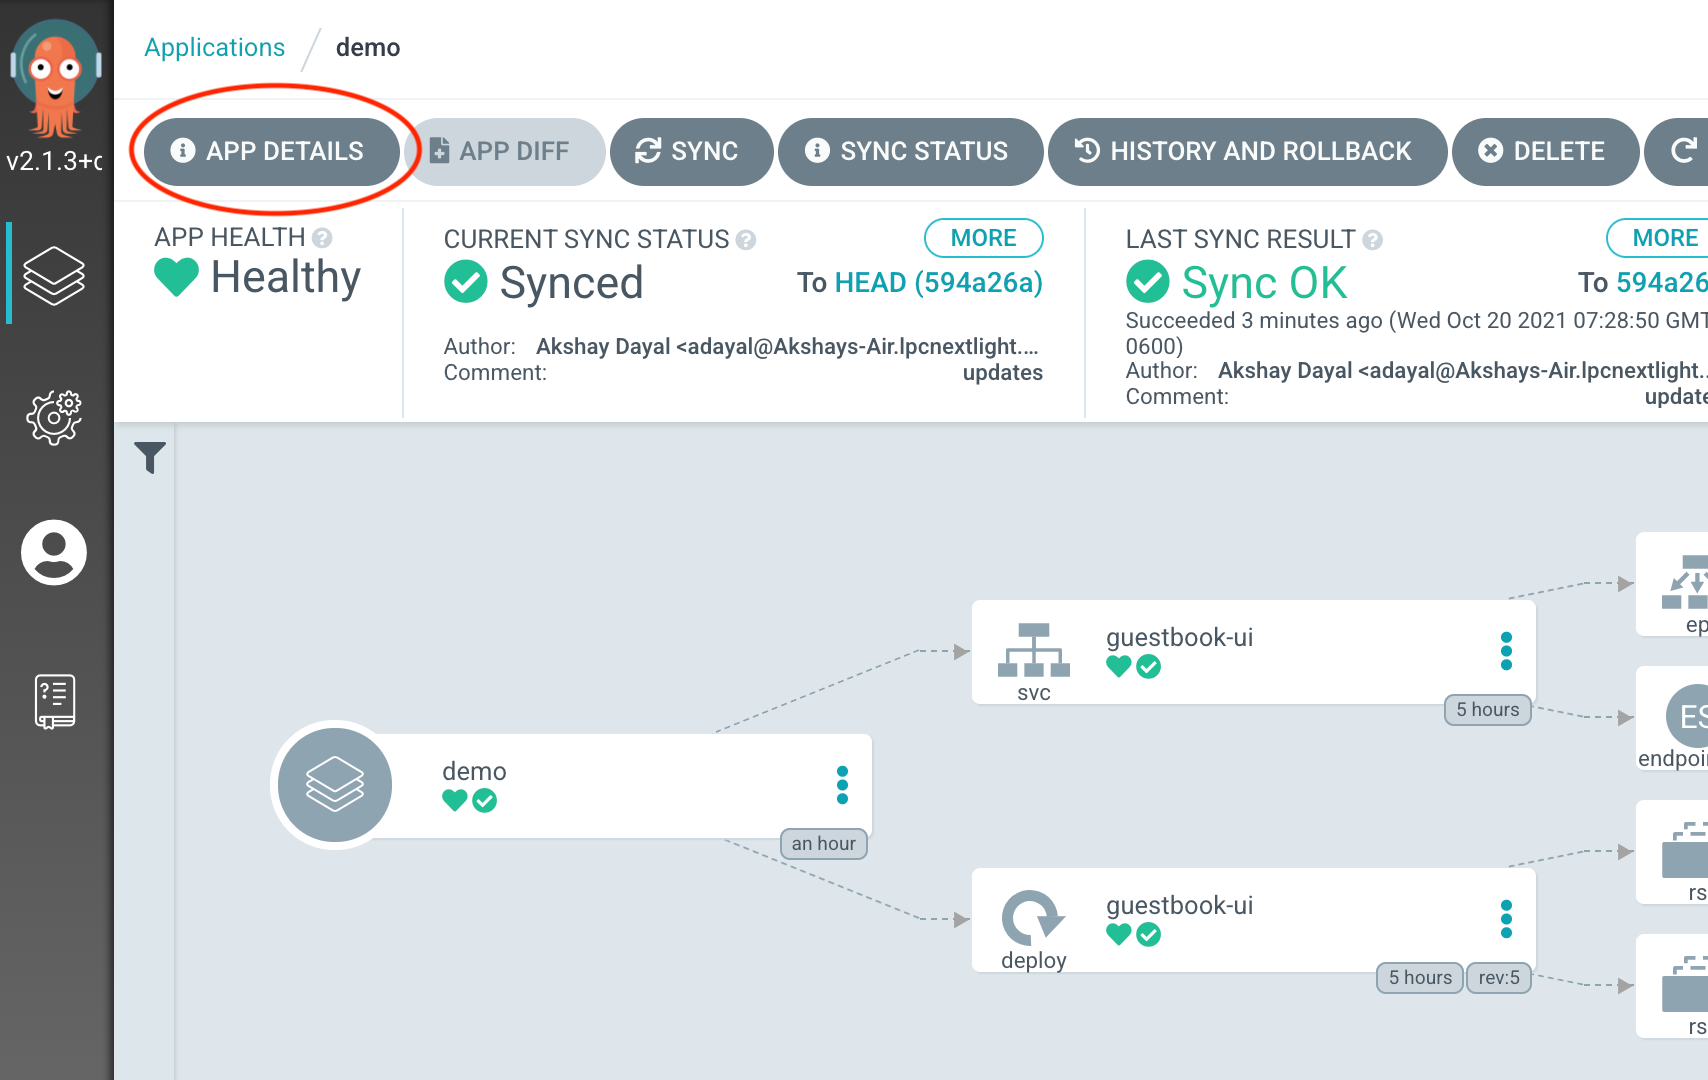 Applications / demo
v2.1.3+
APP DETAILS
APP DIFF
SYNC
SYNC STATUS
HISTORY AND ROLLBACK
DELETE
APP HEALTH ?
Healthy
CURRENT SYNC STATUS ?
MORE
Synced
To HEAD (594a26a)
Author: Akshay Dayal <adayal@Akshays-Air.lpcnextlight....
Comment: updates
LAST SYNC RESULT ?
MORE
Sync OK
To 594a26
Succeeded 3 minutes ago (Wed Oct 20 2021 07:28:50 GMT
0600)
Author: Akshay Dayal <adayal@Akshays-Air.lpcnextlight..
Comment: update
demo
an hour
guestbook-ui
svc
5 hours
guestbook-ui
deploy
5 hours
rev:5
ep
ES
endpoi
rs
rs